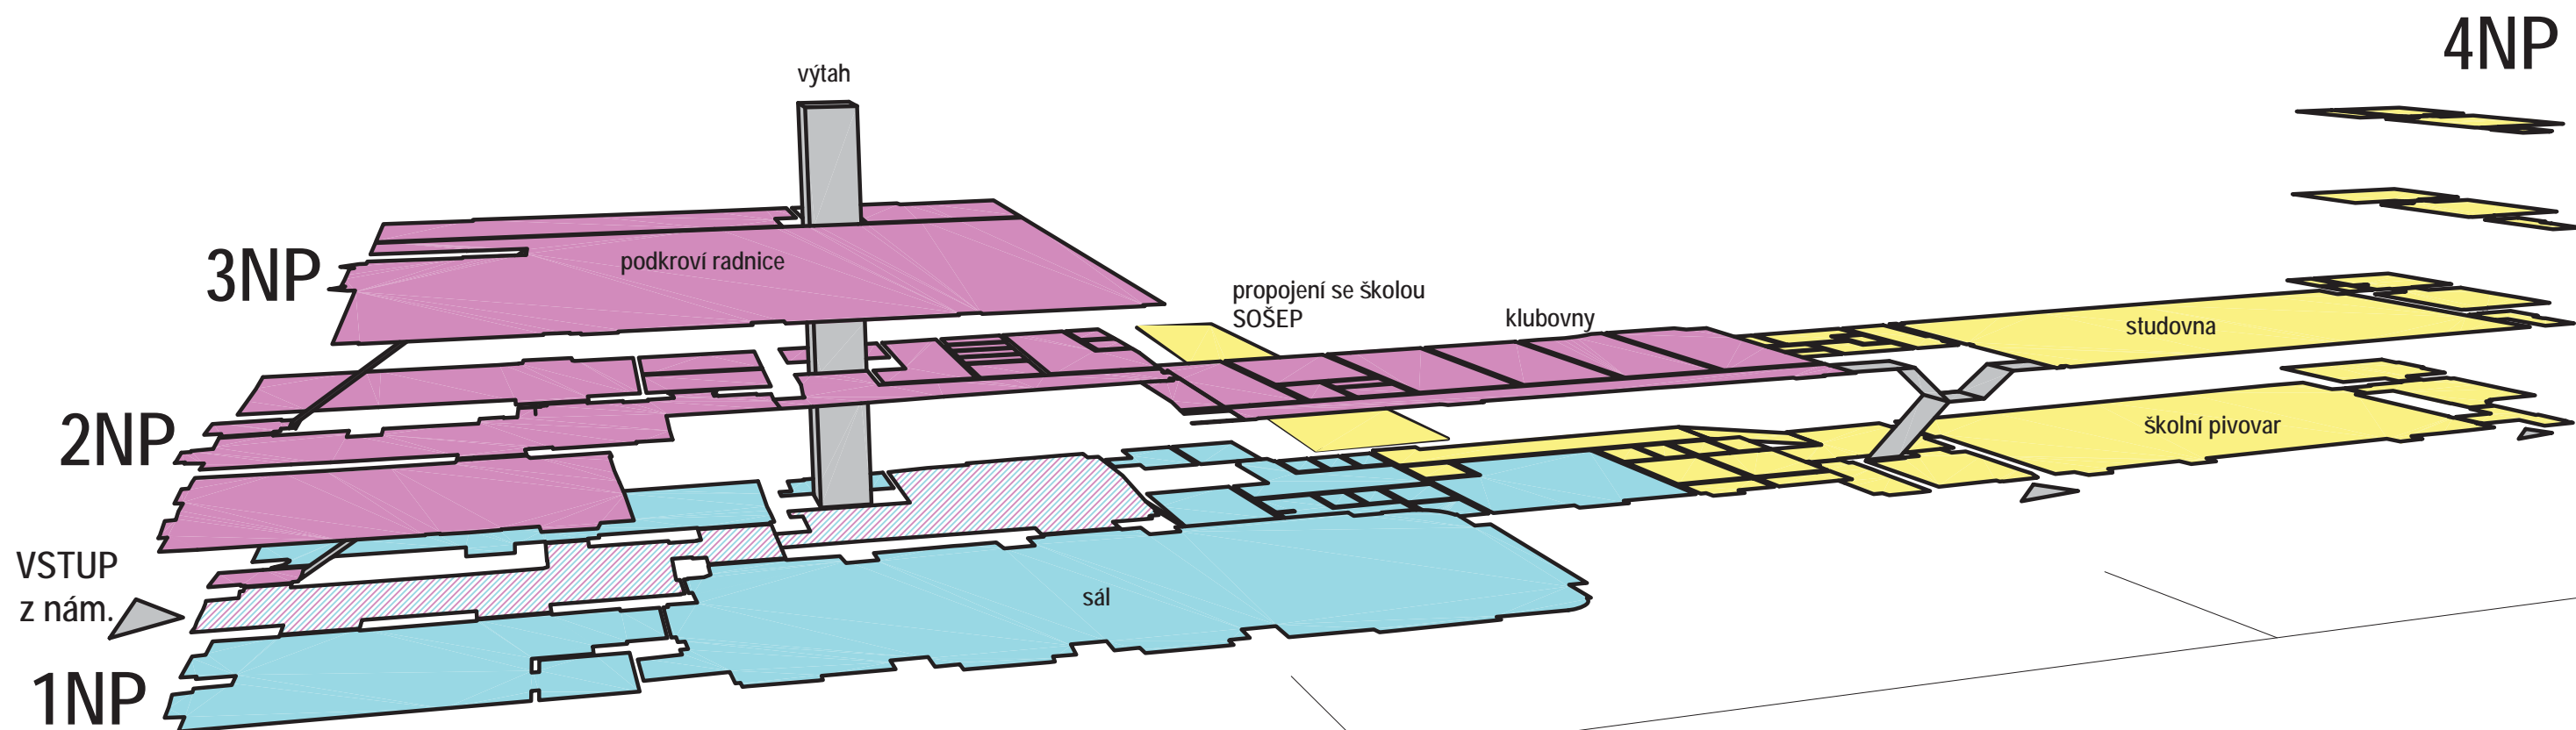 4NP
výtah
3NP
podkroví radnice
propojení se školou
SOŠEP
klubovny
studovna
2NP
školní pivovar
VSTUP
z nám.
sál
1NP